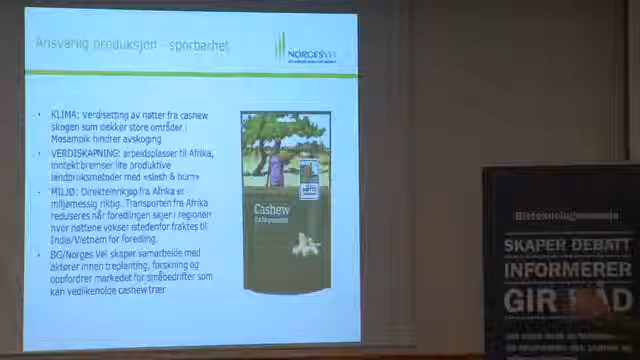 Ansvarlig produksjon - sporbarhet
NORGES VEL
• KLIMA: Verdisetting av nøtter fra cashew
skogen som dekker store områder i
Mosambik hindrer avskoging
• VERDISKAPNING: arbeidsplasser til Afrika,
inntekt bremser lite produktive
landbruksmetoder med «slash & burn»
• MILJØ: Direkteinnkjøp fra Afrika er
miljømessig riktig. Transporten fra Afrika
reduseres når foredlingen skjer i regionen
hvor nøttene vokser istedenfor fraktes til
India/Vietnam for foredling.
• BG/Norges Vel skaper samarbeide med
aktører innen treplanting, forskning og
oppfordrer markedet for småbedrifter som
kan vedlikeholde cashew trær
Cashew
Bioteknologinemnda
SKAPER DEBATT
INFORMERER
GIR RÅD